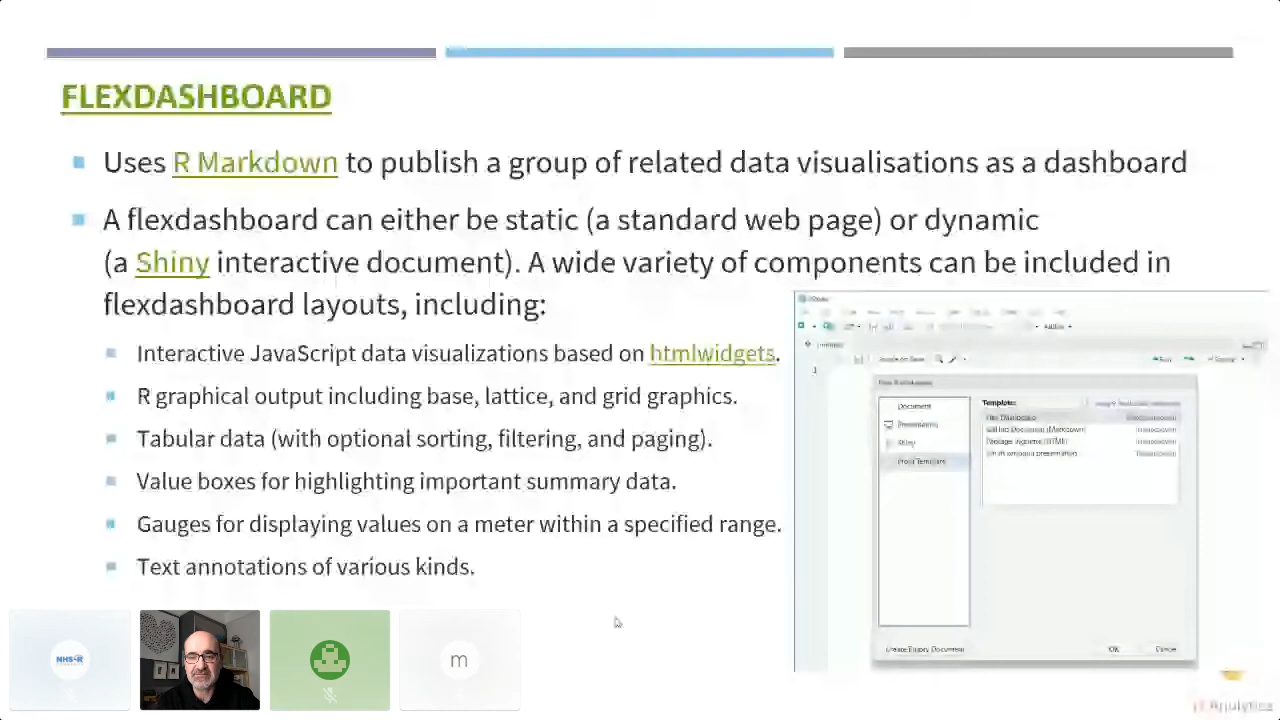 FLEXDASHBOARD
Uses R Markdown to publish a group of related data visualisations as a dashboard
A flexdashboard can either be static (a standard web page) or dynamic
(a Shiny interactive document). A wide variety of components can be included in
flexdashboard layouts, including:
Interactive JavaScript data visualizations based on htmlwidgets.
R graphical output including base, lattice, and grid graphics.
Tabular data (with optional sorting, filtering, and paging).
Value boxes for highlighting important summary data.
Gauges for displaying values on a meter within a specified range.
Text annotations of various kinds.
Document
Presentation
Shiny
From Template
Template:
Create Empty Document
OK
Cancel
NHS-R
m
Analytics